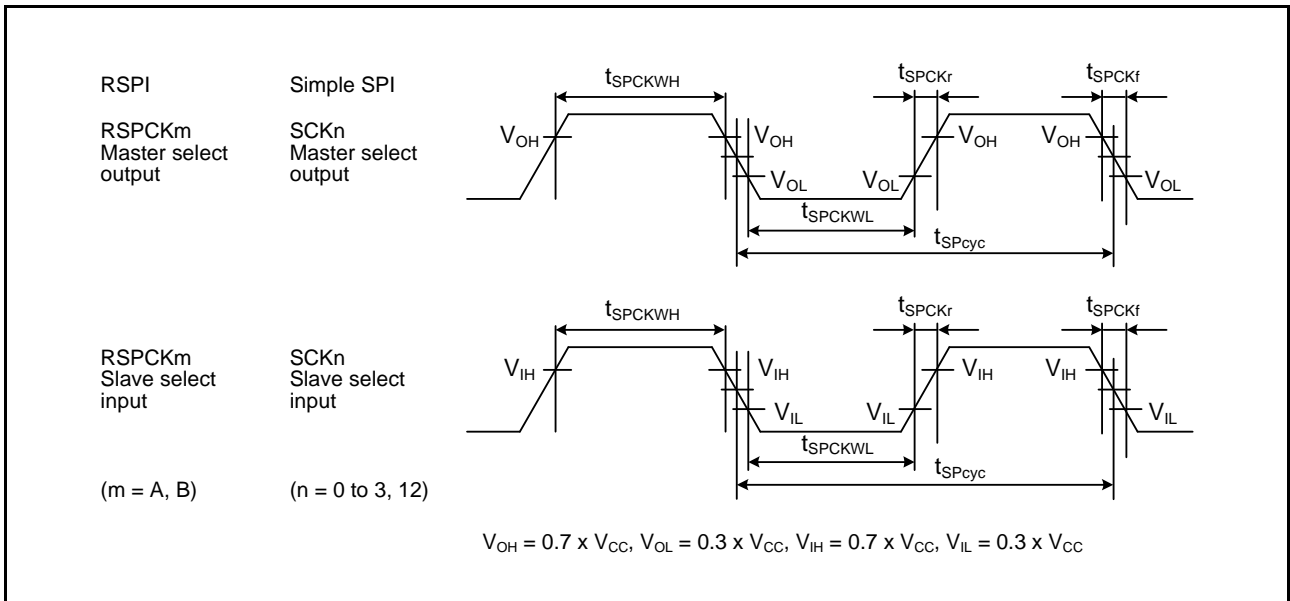 RSPI
Simple SPI
tSPCKWH
tSPCKr
tSPCKf
RSPCKm
Master select
output
SCKn
Master select
output
VOH
VOH
VOL
VOL
VOH
VOH
VOL
tSPCKWL
tSPcyc
tSPCKWH
tSPCKr
tSPCKf
RSPCKm
Slave select
input
SCKn
Slave select
input
VIH
VIH
VIL
VIL
VIH
VIH
VIL
tSPCKWL
tSPcyc
(m = A, B)
(n = 0 to 3, 12)
VOH = 0.7 x VCC, VOL = 0.3 x VCC, VIH = 0.7 x VCC, VIL = 0.3 x VCC